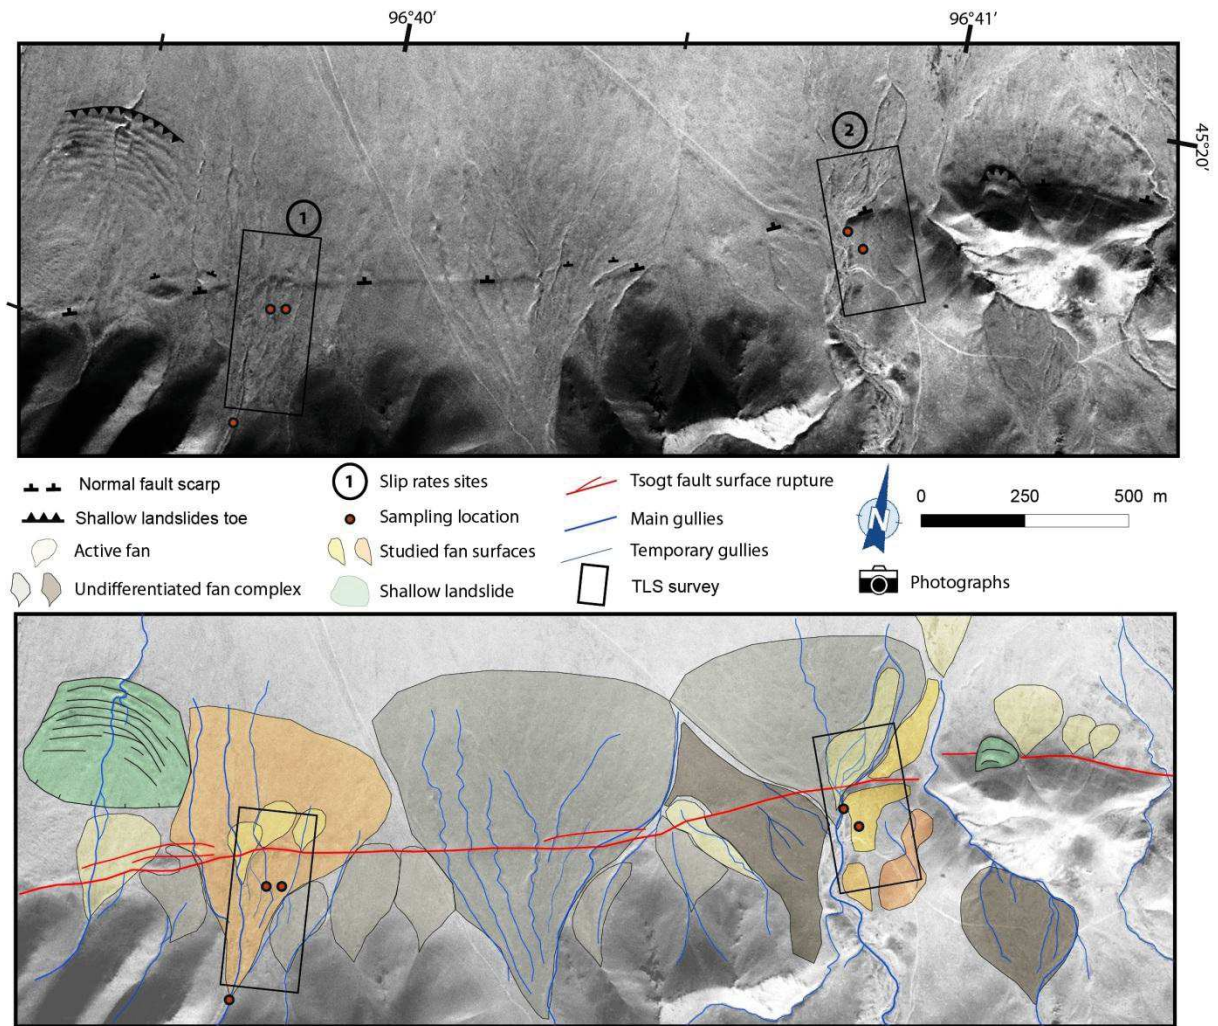 96°40'
96°41'
45°20'
1
2
Normal fault scarp
Shallow landslides toe
Active fan
Undifferentiated fan complex
1 Slip rates sites
Sampling location
Studied fan surfaces
Shallow landslide
Tsogt fault surface rupture
Main gullies
Temporary gullies
TLS survey
N
0 250 500 m
Photographs